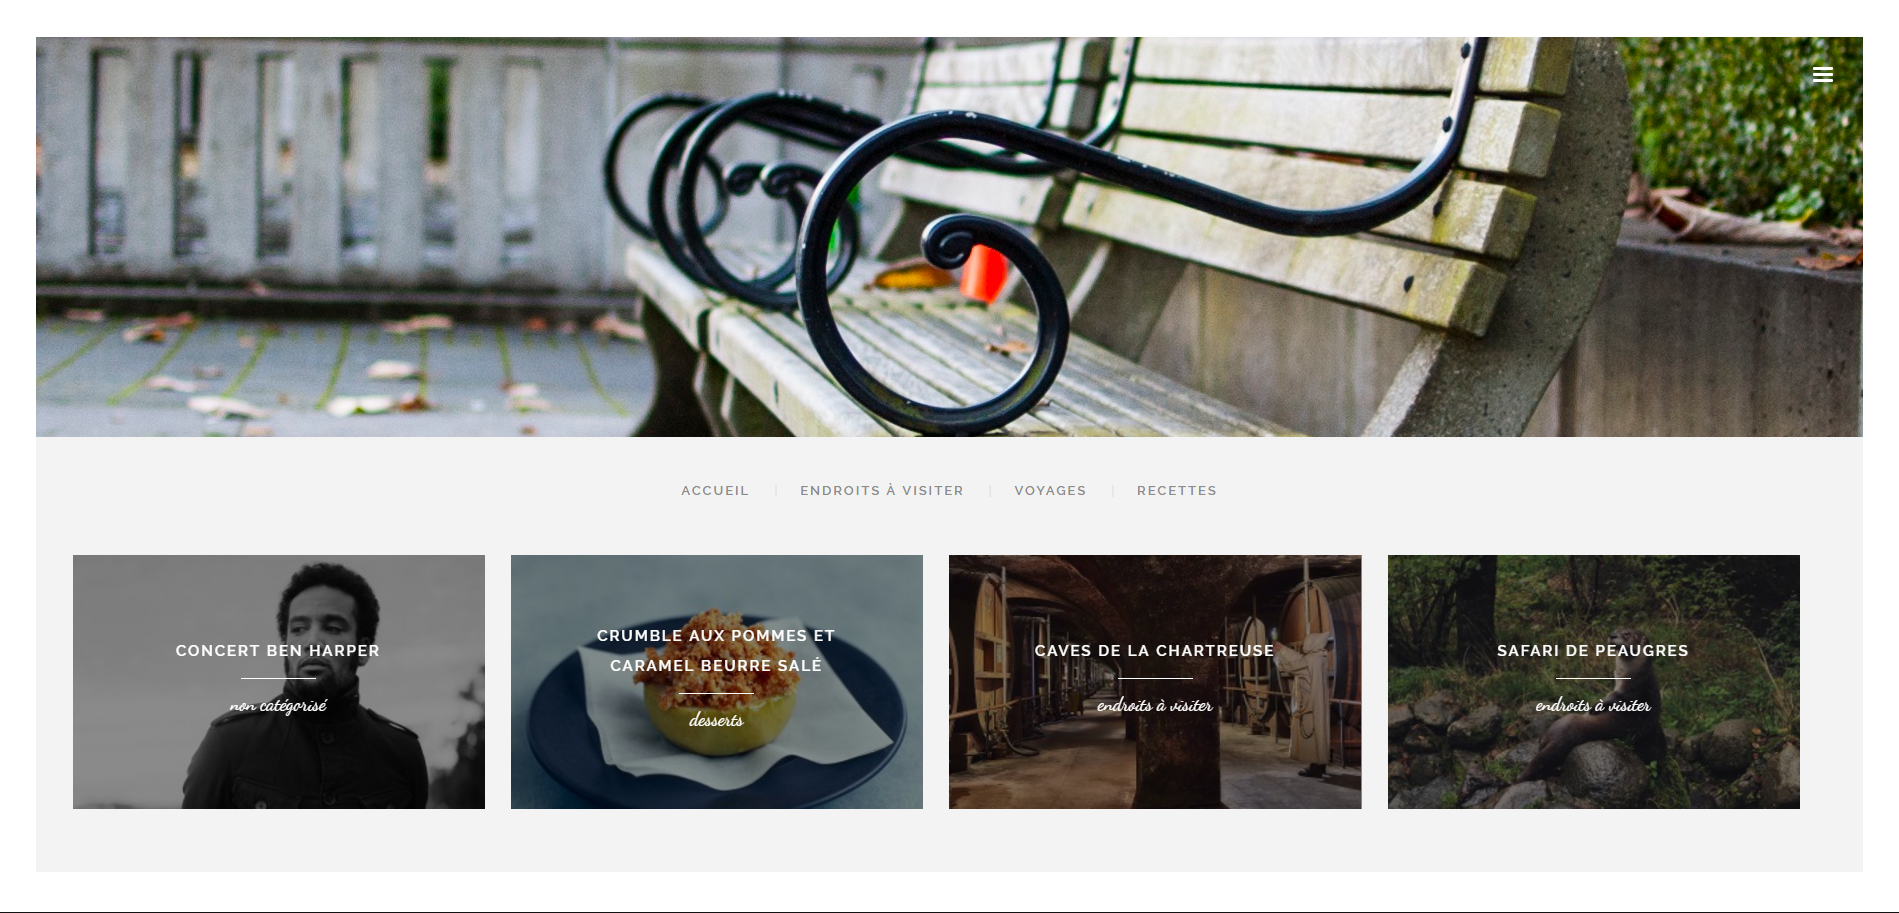 ACCUEIL ENDROITS À VISITER VOYAGES RECETTES
CONCERT BEN HARPER
non catégorisé
CRUMBLE AUX POMMES ET
CARAMEL BEURRE SALÉ
desserts
CAVES DE LA CHARTREUSE
endroits à visiter
SAFARI DE PEAUGRES
endroits à visiter